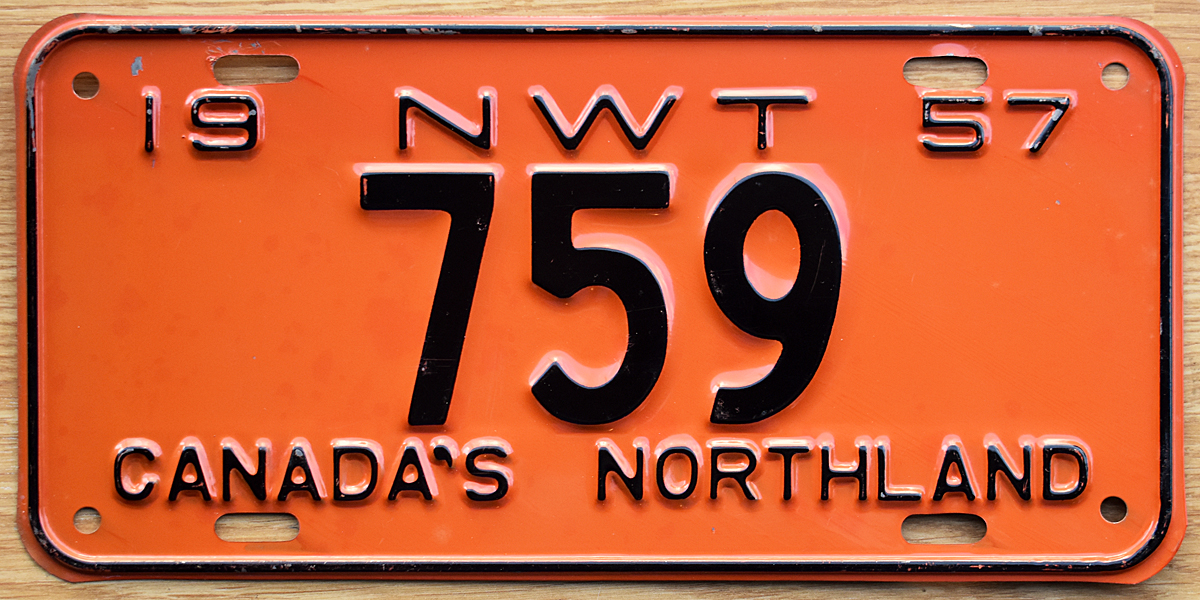 19 NWT 57
759
CANADA'S NORTHLAND